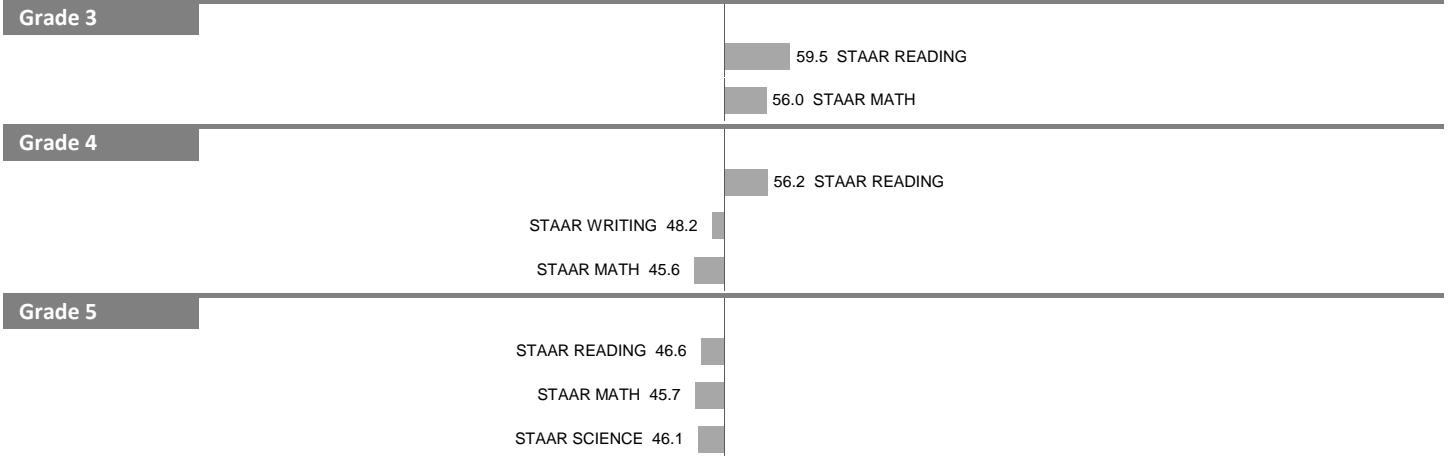 Grade 3
59.5 STAAR READING
56.0 STAAR MATH
Grade 4
56.2 STAAR READING
STAAR WRITING 48.2
STAAR MATH 45.6
Grade 5
STAAR READING 46.6
STAAR MATH 45.7
STAAR SCIENCE 46.1